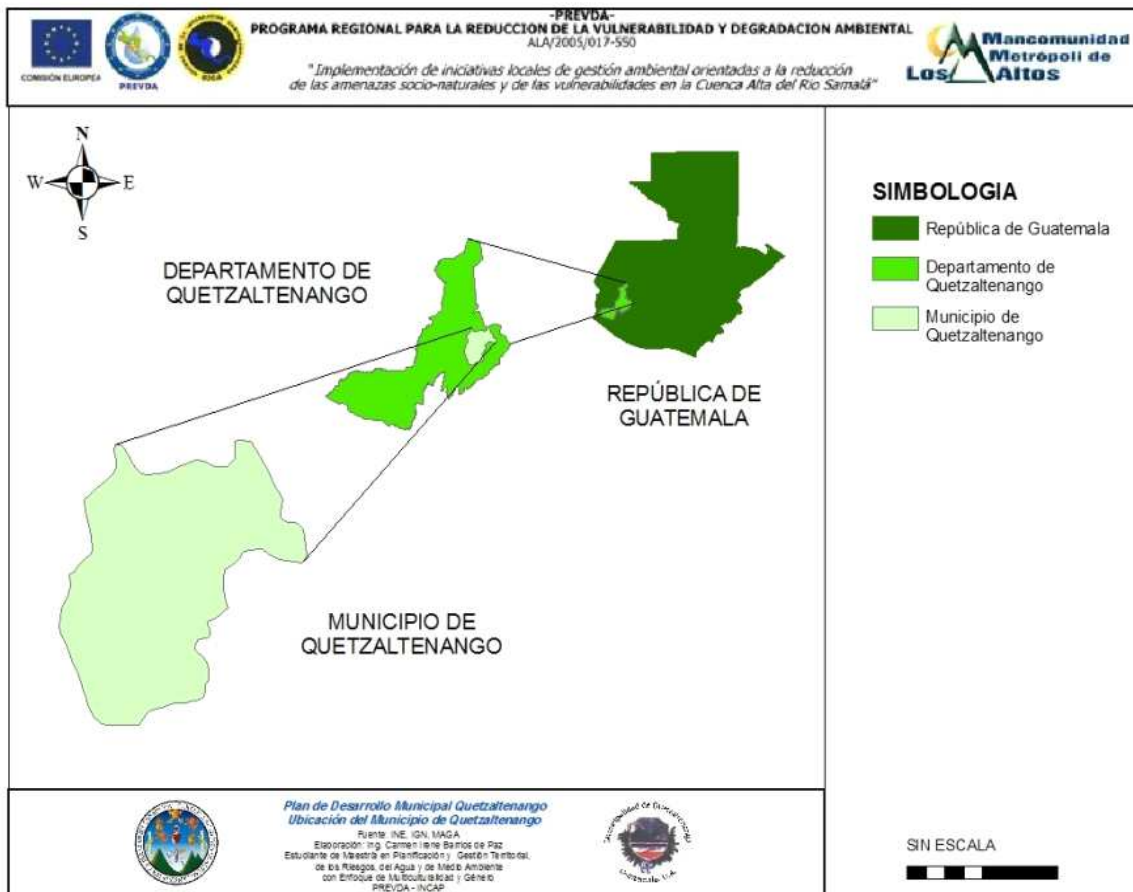 -PREVDA-
PROGRAMA REGIONAL PARA LA REDUCCION DE LA VULNERABILIDAD Y DEGRADACION AMBIENTAL
ALA/2005/017-550
"Implementación de iniciativas locales de gestión ambiental orientadas a la reducción
de las amenazas socio-naturales y de las vulnerabilidades en la Cuenca Alta del Rio Samalá"
COMISIÓN EUROPEA
PREVDA
Mancomunidad
Metrópoli de
Los Altos
N
W E
S
DEPARTAMENTO DE
QUETZALTENANGO
REPÚBLICA DE
GUATEMALA
MUNICIPIO DE
QUETZALTENANGO
SIMBOLOGIA
República de Guatemala
Departamento de
Quetzaltenango
Municipio de
Quetzaltenango
Plan de Desarrollo Municipal Quetzaltenango
Ubicación del Municipio de Quetzaltenango
Fuente: INE, IGN, MAGA
Elaboración: Ing. Carmen Irene Barrios de Paz
Estudiante de Maestría en Planificación y Gestión Territorial,
de los Riesgos, del Agua y de Medio Ambiente
con Enfoque de Multiculturalidad y Género
PREVDA - INCAP
SIN ESCALA